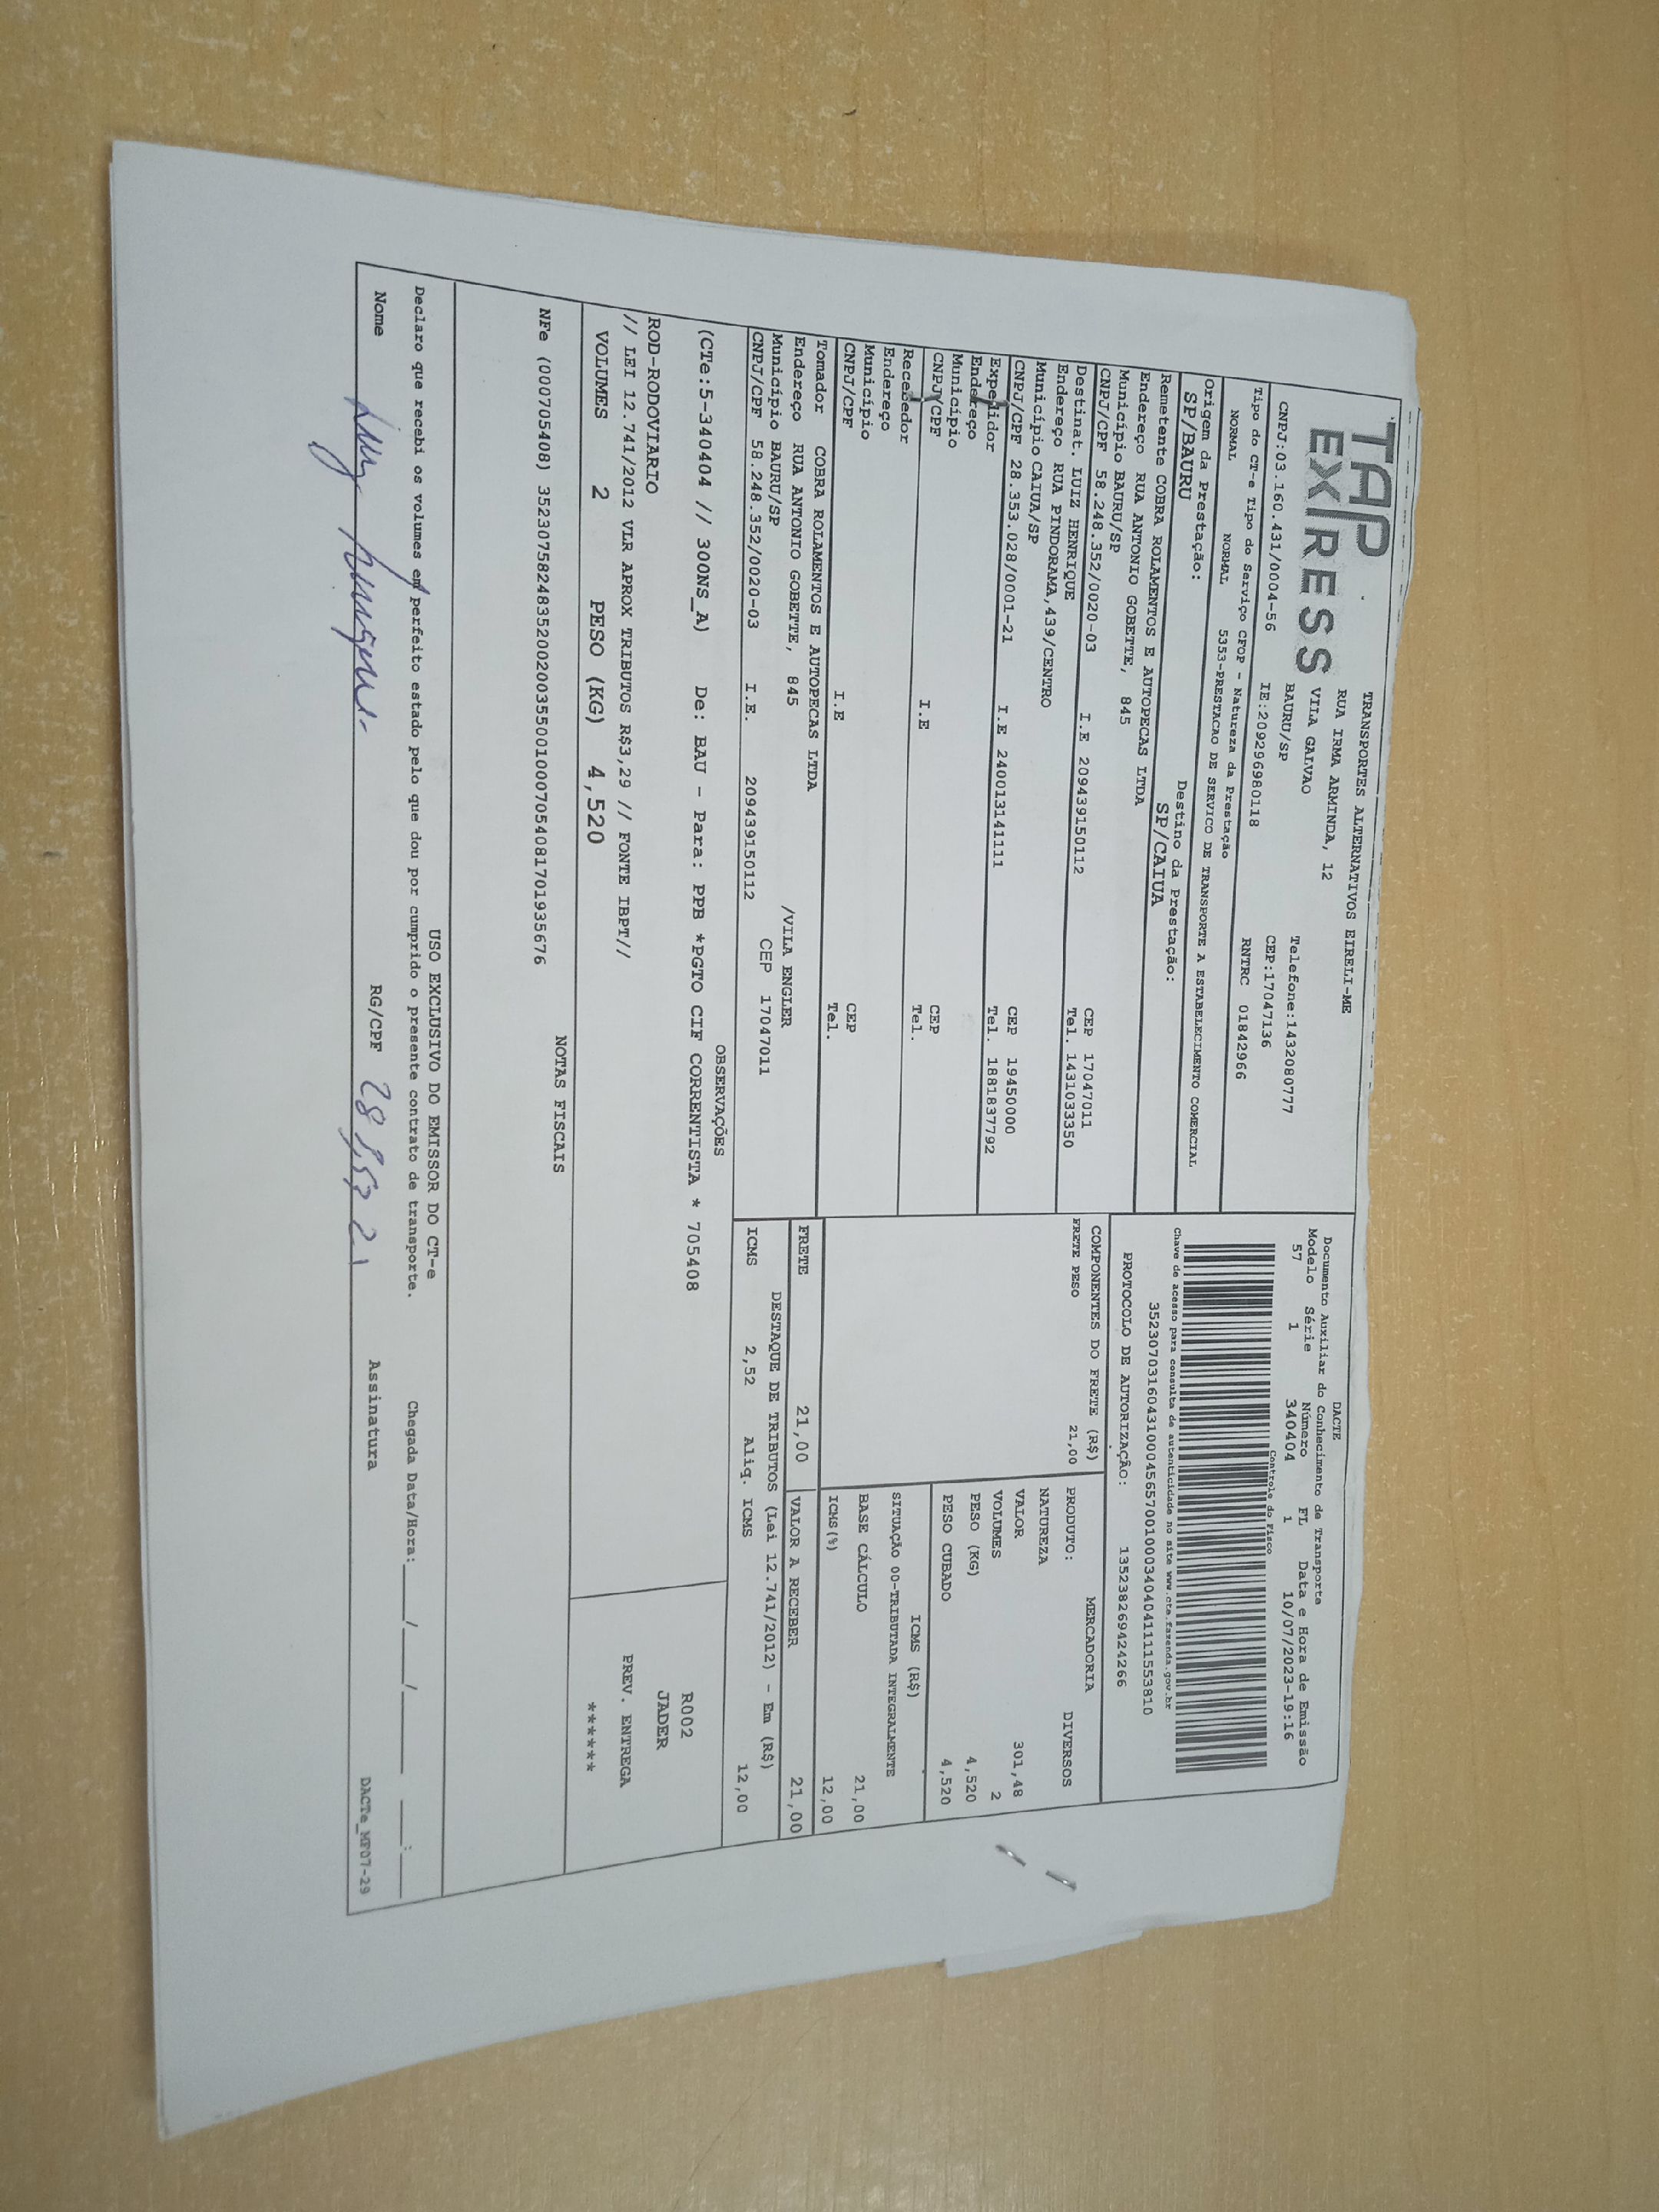 TAP
EXPRESS
TRANSPORTES ALTERNATIVOS EIRELI-ME
RUA IRMA ARMINDA, 12
VILA GALVAO
BAURU/SP
Telefone:1432080777
CNPJ:03.160.431/0004-56 IE:209296980118 CEP:17047136
RNTRC 01842966
Tipo do CT-e Tipo do Serviço CFOP - Natureza da Prestação
NORMAL NORMAL 5353-PRESTACAO DE SERVICO DE TRANSPORTE A ESTABELECIMENTO COMERCIAL
Origem da Prestação: Destino da Prestação:
SP/BAURU SP/CAIUA
Remetente COBRA ROLAMENTOS E AUTOPECAS LTDA
Endereço RUA ANTONIO GOBETTE, 845
Município BAURU/SP CEP 17047011
CNPJ/CPF 58.248.352/0020-03 I.E 209439150112 Tel. 1431033350
Destinat. LUIZ HENRIQUE
Endereço RUA PINDORAMA,439/CENTRO
Município CAIUA/SP CEP 19450000
CNPJ/CPF 28.353.028/0001-21 I.E 240013141111 Tel. 1881837792
Expedidor
Endereço
Município CEP
CNPJ/CPF I.E Tel.
Recebedor
Endereço
Município CEP
CNPJ/CPF I.E Tel.
Tomador COBRA ROLAMENTOS E AUTOPECAS LTDA
Endereço RUA ANTONIO GOBETTE, 845 /VILA ENGLER
Município BAURU/SP CEP 17047011
CNPJ/CPF 58.248.352/0020-03 I.E. 209439150112
DACTE
Documento Auxiliar do Conhecimento de Transporte
Modelo Série Número FL Data e Hora de Emissão
57 1 340404 1 10/07/2023-19:16
Controle do Fisco
Chave de acesso para consulta de autenticidade no site www.cte.fazenda.gov.br
35230703160431000456570010003404041111553810
PROTOCOLO DE AUTORIZAÇÃO: 135238269424266
COMPONENTES DO FRETE (R$)
FRETE PESO 21,00
MERCADORIA
PRODUTO: DIVERSOS
NATUREZA
VALOR 301,48
VOLUMES 2
PESO (KG) 4,520
PESO CUBADO 4,520
ICMS (R$)
SITUAÇÃO 00-TRIBUTADA INTEGRALMENTE
BASE CÁLCULO 21,00
ICMS(%) 12,00
FRETE 21,00 VALOR A RECEBER 21,00
DESTAQUE DE TRIBUTOS (Lei 12.741/2012) - Em (R$)
ICMS 2,52 Aliq. ICMS 12,00
OBSERVAÇÕES
(CTe:5-340404 // 300NS_A) De: BAU - Para: PPB *PGTO CIF CORRENTISTA * 705408
ROD-RODOVIARIO
// LEI 12.741/2012 VLR APROX TRIBUTOS R$3,29 // FONTE IBPT//
R002
JADER
VOLUMES 2 PESO (KG) 4,520
PREV. ENTREGA
******
NOTAS FISCAIS
NFe (000705408) 35230758248352002003550010007054081701935676
USO EXCLUSIVO DO EMISSOR DO CT-e
Declaro que recebi os volumes em perfeito estado pelo que dou por cumprido o presente contrato de transporte. Chegada Data/Hora:___/___/_____ ___:___
Nome RG/CPF Assinatura
DACTe_MP07-29